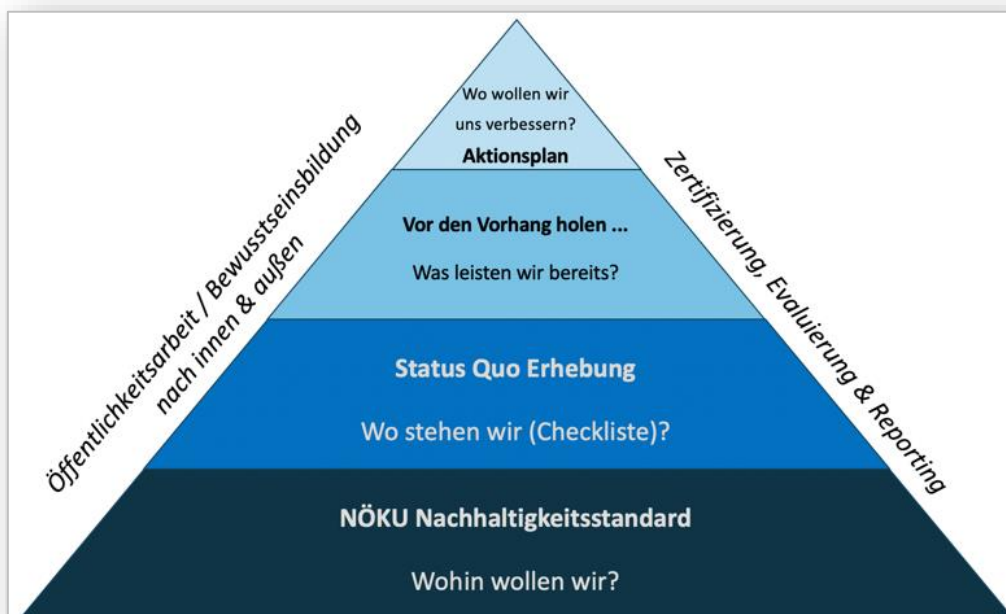 Wo wollen wir
uns verbessern?
Aktionsplan
Vor den Vorhang holen ...
Was leisten wir bereits?
Status Quo Erhebung
Wo stehen wir (Checkliste)?
NÖKU Nachhaltigkeitsstandard
Wohin wollen wir?
Öffentlichkeitsarbeit / Bewusstseinsbildung
nach innen & außen
Zertifizierung, Evaluierung & Reporting